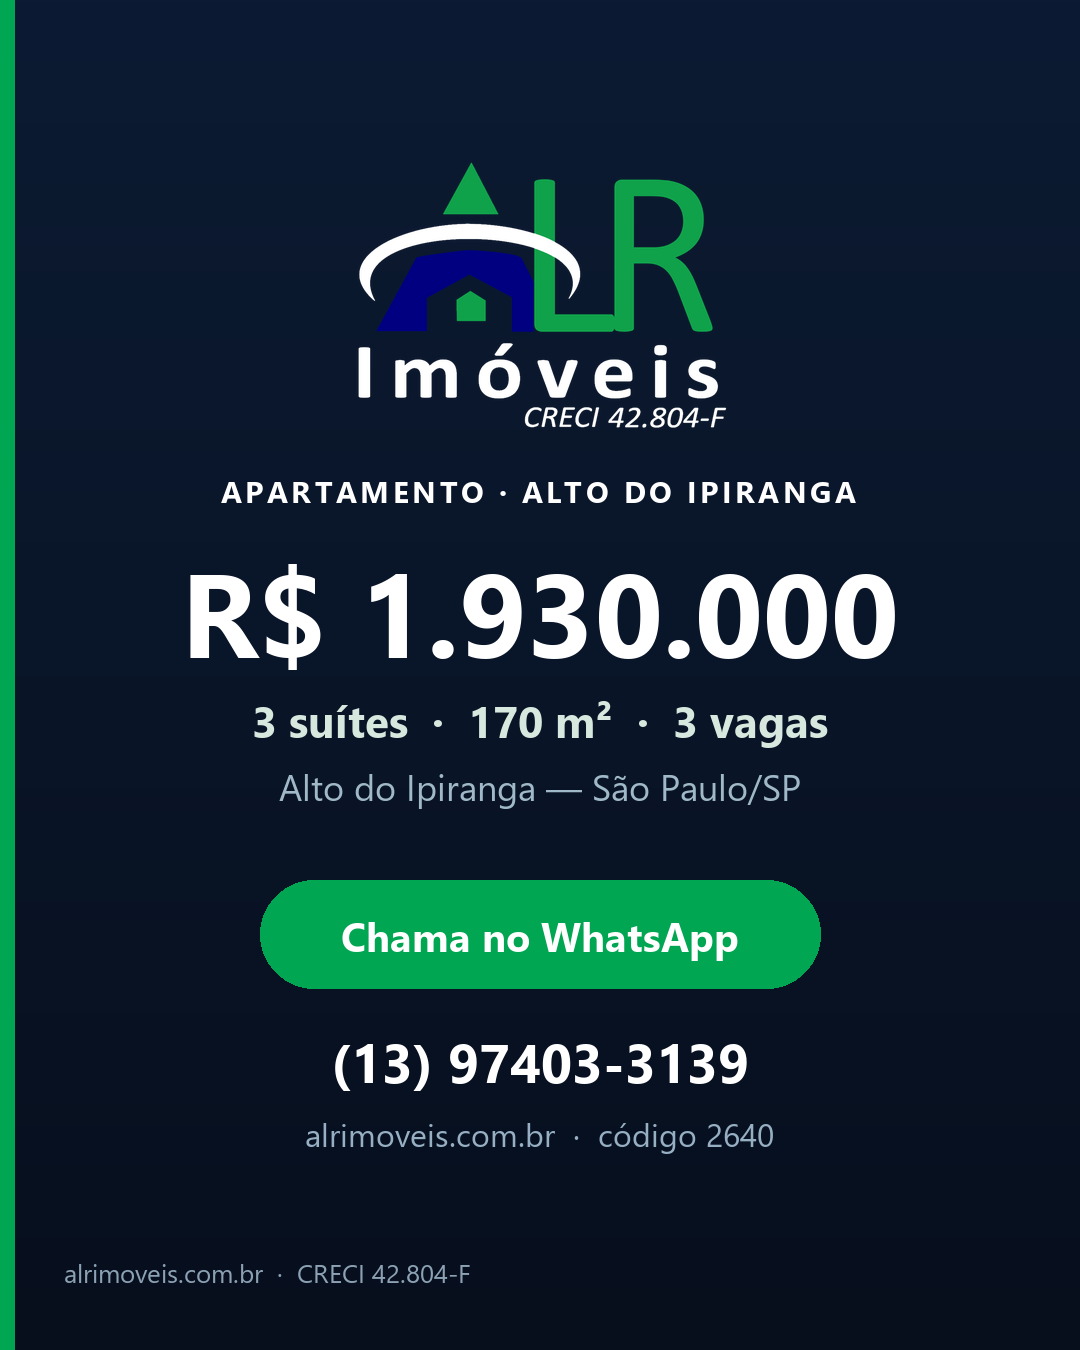 ALR
Imóveis
CRECI 42.804-F
APARTAMENTO · ALTO DO IPIRANGA
R$ 1.930.000
3 suítes · 170 m² · 3 vagas
Alto do Ipiranga — São Paulo/SP
Chama no WhatsApp
(13) 97403-3139
alrimoveis.com.br · código 2640
alrimoveis.com.br · CRECI 42.804-F